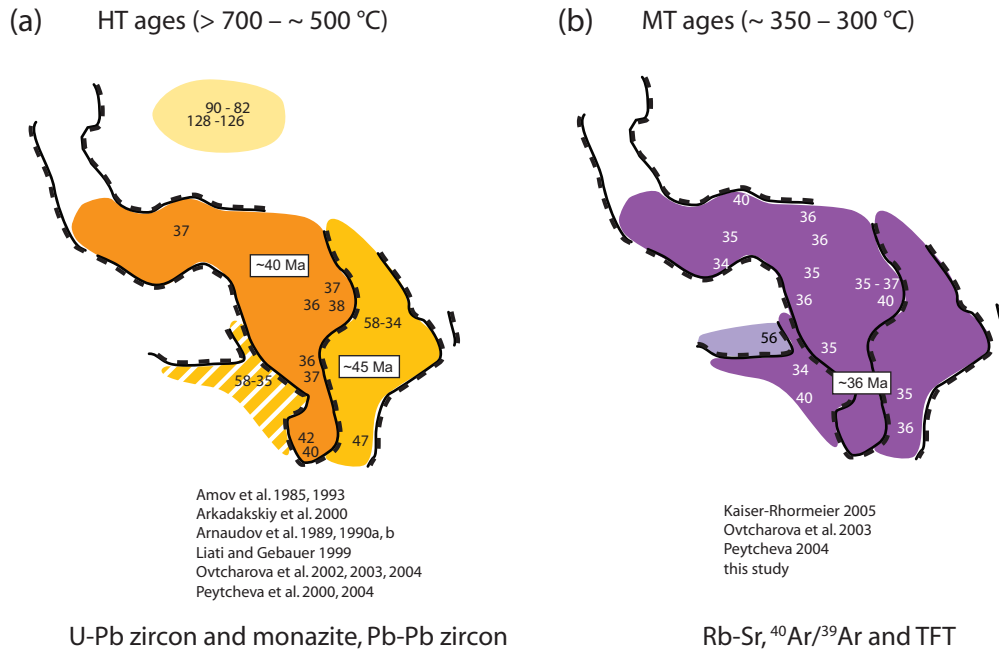 (a) HT ages (> 700 – ~ 500 °C)
90 - 82
128 -126
37
~40 Ma
37
36 38
58-34
36
37
~45 Ma
58-35
42
40
47
Amov et al. 1985, 1993
Arkadakskiy et al. 2000
Arnaudov et al. 1989, 1990a, b
Liati and Gebauer 1999
Ovtcharova et al. 2002, 2003, 2004
Peytcheva et al. 2000, 2004
U-Pb zircon and monazite, Pb-Pb zircon
(b) MT ages (~ 350 – 300 °C)
40
36
35
36
34
35
35 - 37
36
40
56
35
34
~36 Ma
40
35
36
Kaiser-Rhormeier 2005
Ovtcharova et al. 2003
Peytcheva 2004
this study
Rb-Sr, ⁴⁰Ar/³⁹Ar and TFT